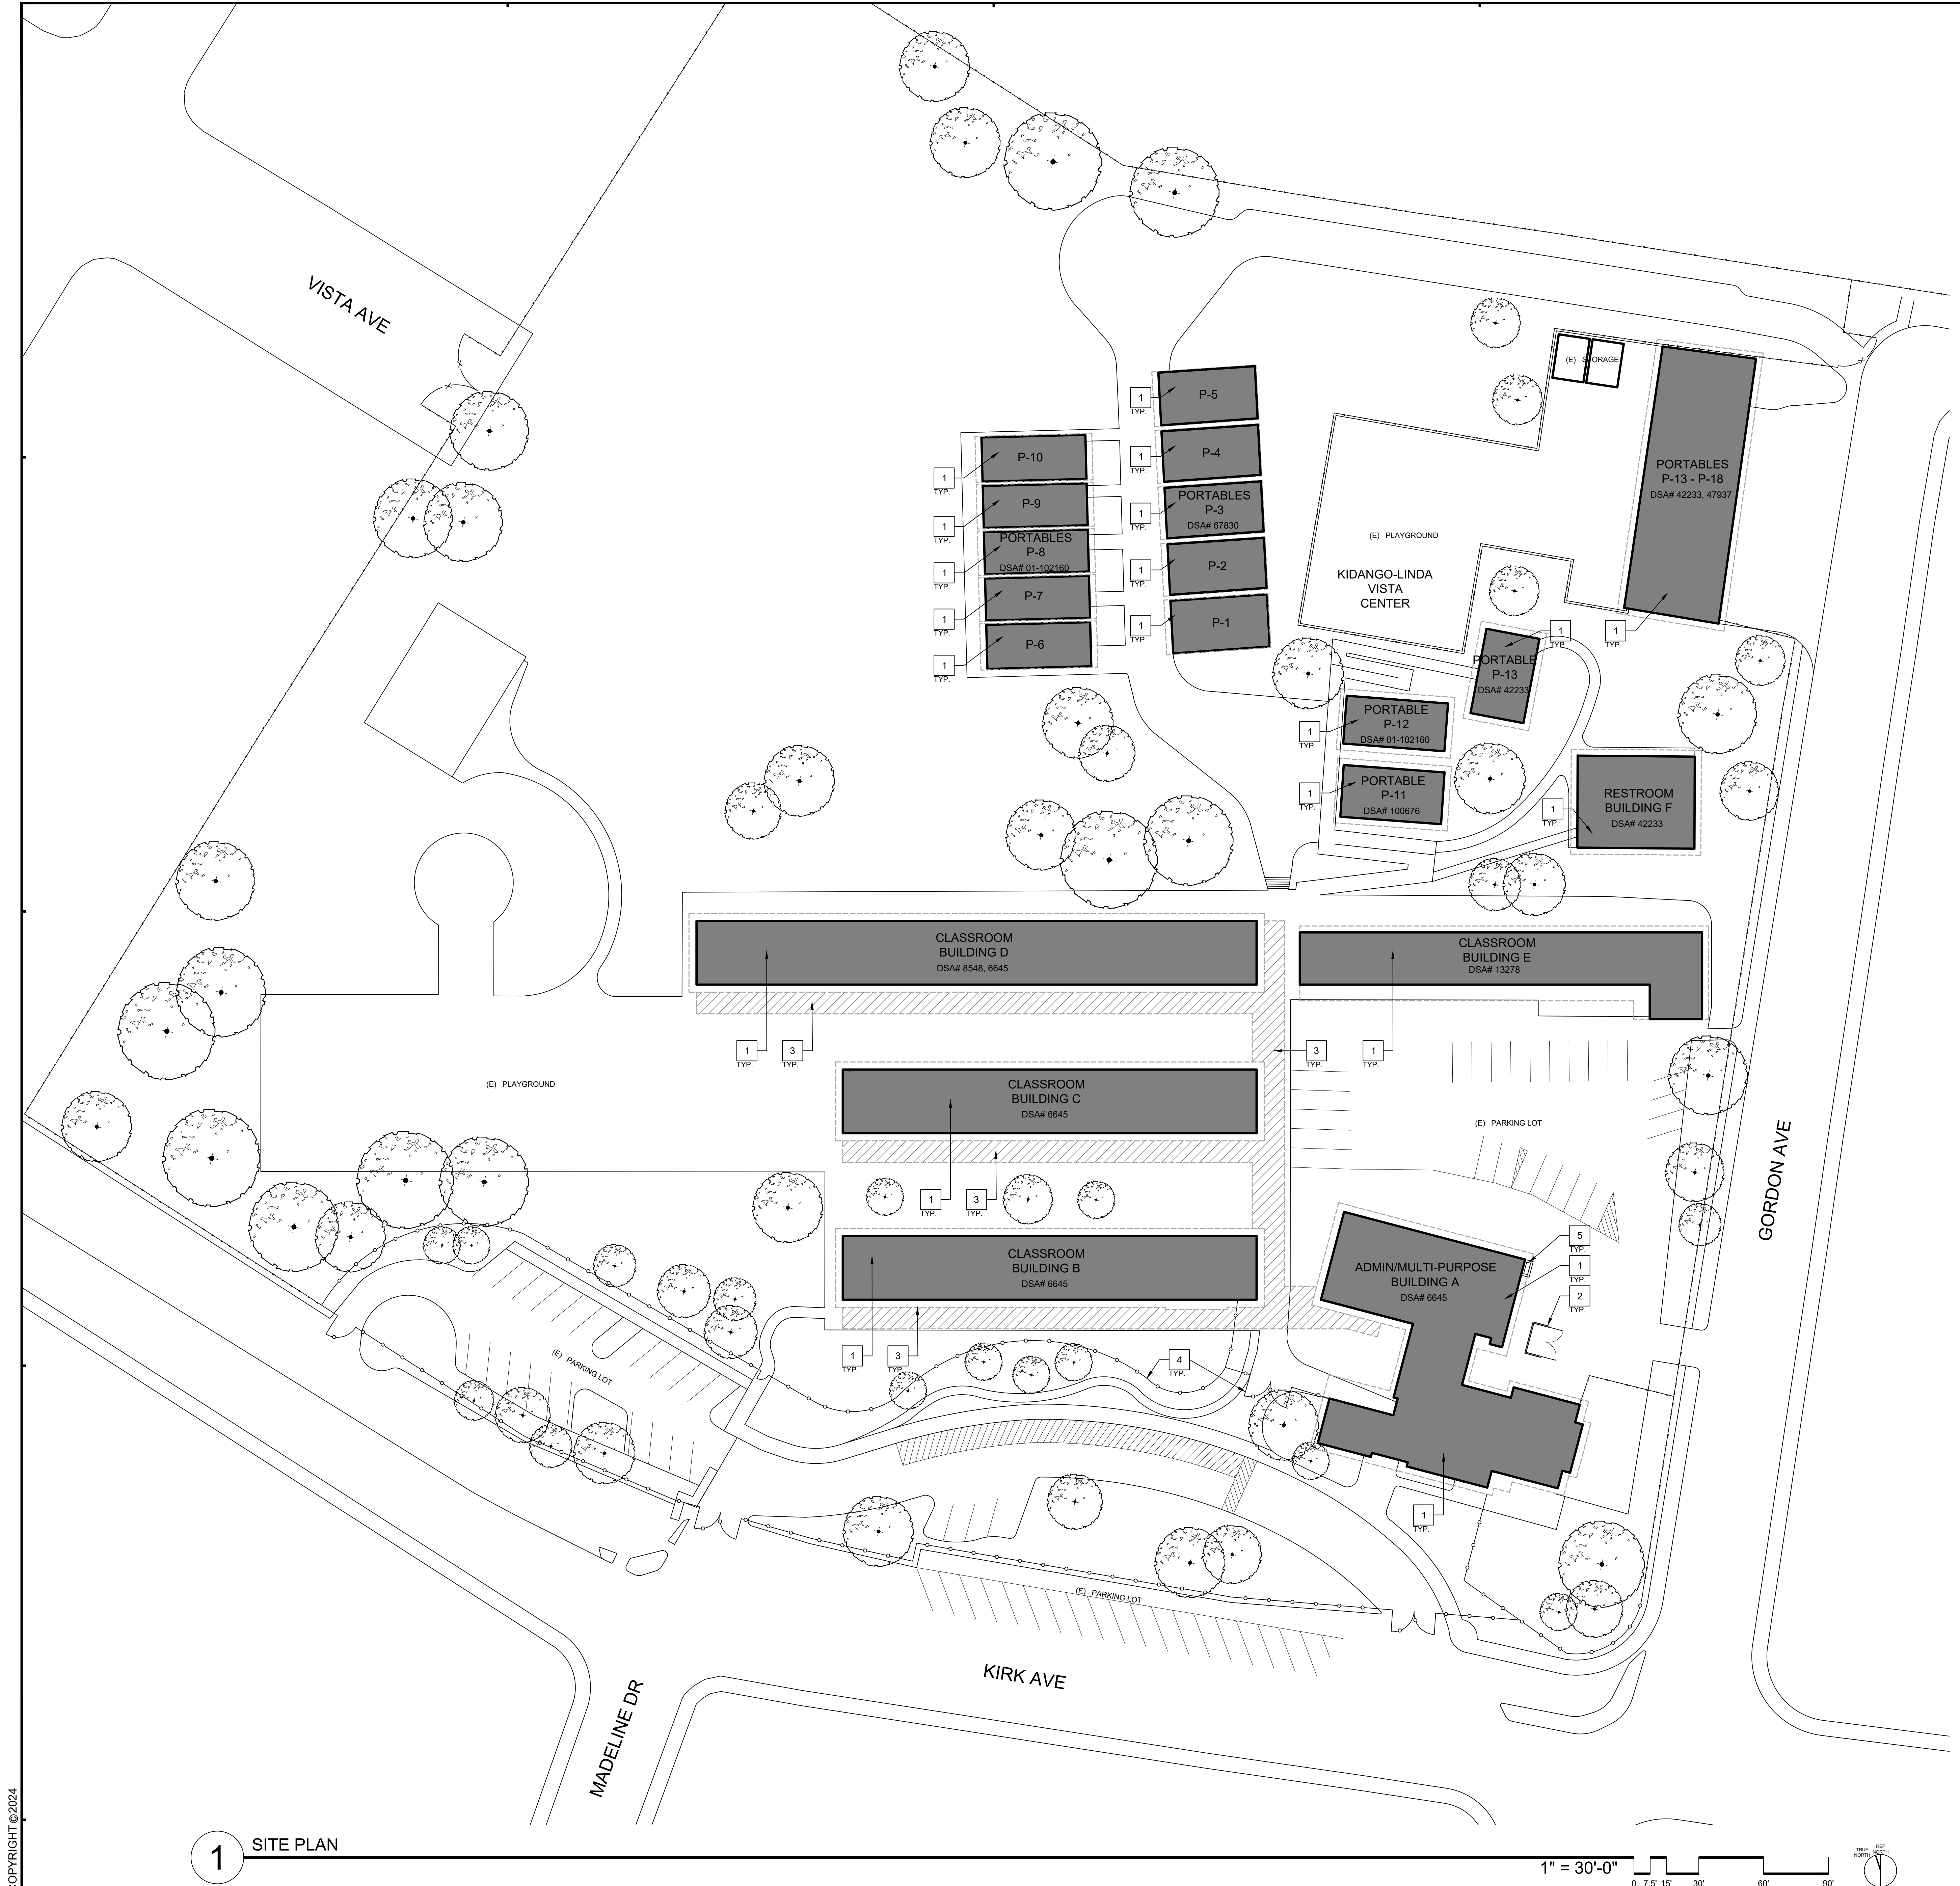 VISTA AVE
P-5
1
TYP.
(E) STORAGE
P-10
1
TYP.
P-4
1
TYP.
PORTABLES
P-13 - P-18
DSA# 42233, 47937
1
TYP.
P-9
1
TYP.
PORTABLES
P-3
DSA# 67830
1
TYP.
PORTABLES
P-8
DSA# 01-102160
1
TYP.
P-2
1
TYP.
(E) PLAYGROUND
KIDANGO-LINDA
VISTA
CENTER
P-7
1
TYP.
P-1
1
TYP.
P-6
1
TYP.
1
TYP.
PORTABLE
P-13
DSA# 42233
PORTABLE
P-12
DSA# 01-102160
1
TYP.
PORTABLE
P-11
DSA# 100676
1
TYP.
RESTROOM
BUILDING F
DSA# 42233
1
TYP.
CLASSROOM
BUILDING D
DSA# 8548, 6645
CLASSROOM
BUILDING E
DSA# 13278
1
TYP.
3
TYP.
3
TYP.
1
TYP.
(E) PLAYGROUND
CLASSROOM
BUILDING C
DSA# 6645
(E) PARKING LOT
GORDON AVE
1
TYP.
3
TYP.
CLASSROOM
BUILDING B
DSA# 6645
ADMIN/MULTI-PURPOSE
BUILDING A
DSA# 6645
5
TYP.
1
TYP.
2
TYP.
1
TYP.
3
TYP.
4
TYP.
(E) PARKING LOT
1
TYP.
(E) PARKING LOT
KIRK AVE
MADELINE DR
COPYRIGHT © 2024
1
SITE PLAN
1" = 30'-0"
0 7.5' 15' 30' 60' 90'
TRUE
NORTH
REF
NORTH